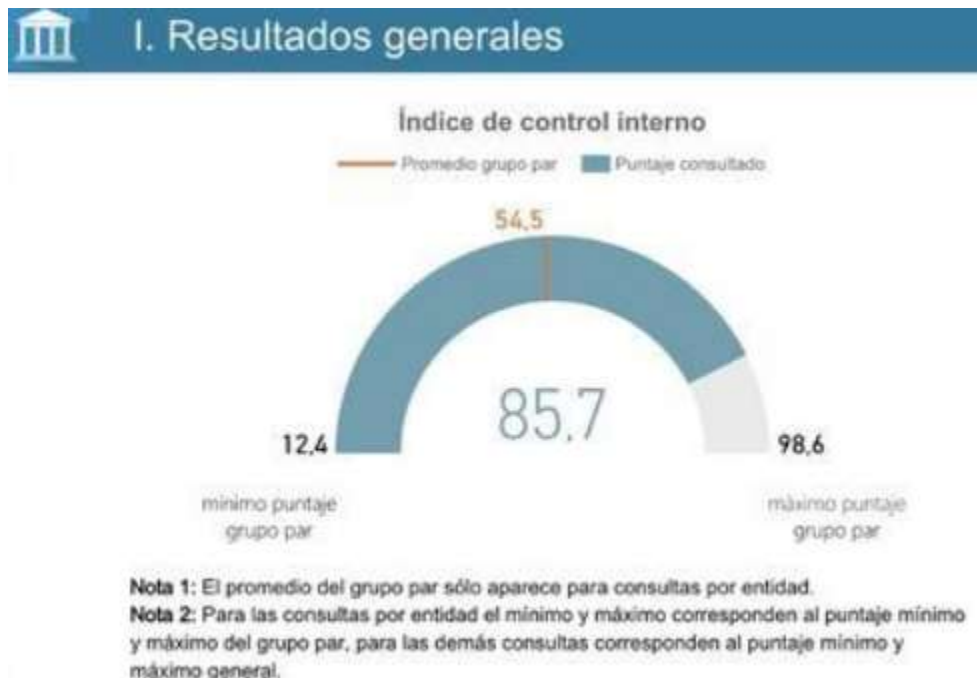 I. Resultados generales
Índice de control interno
Promedio grupo par Puntaje consultado
54,5
85,7
12,4
98,6
mínimo puntaje
grupo par
máximo puntaje
grupo par
Nota 1: El promedio del grupo par sólo aparece para consultas por entidad.
Nota 2: Para las consultas por entidad el mínimo y máximo corresponden al puntaje mínimo
y máximo del grupo par, para las demás consultas corresponden al puntaje mínimo y
máximo general.